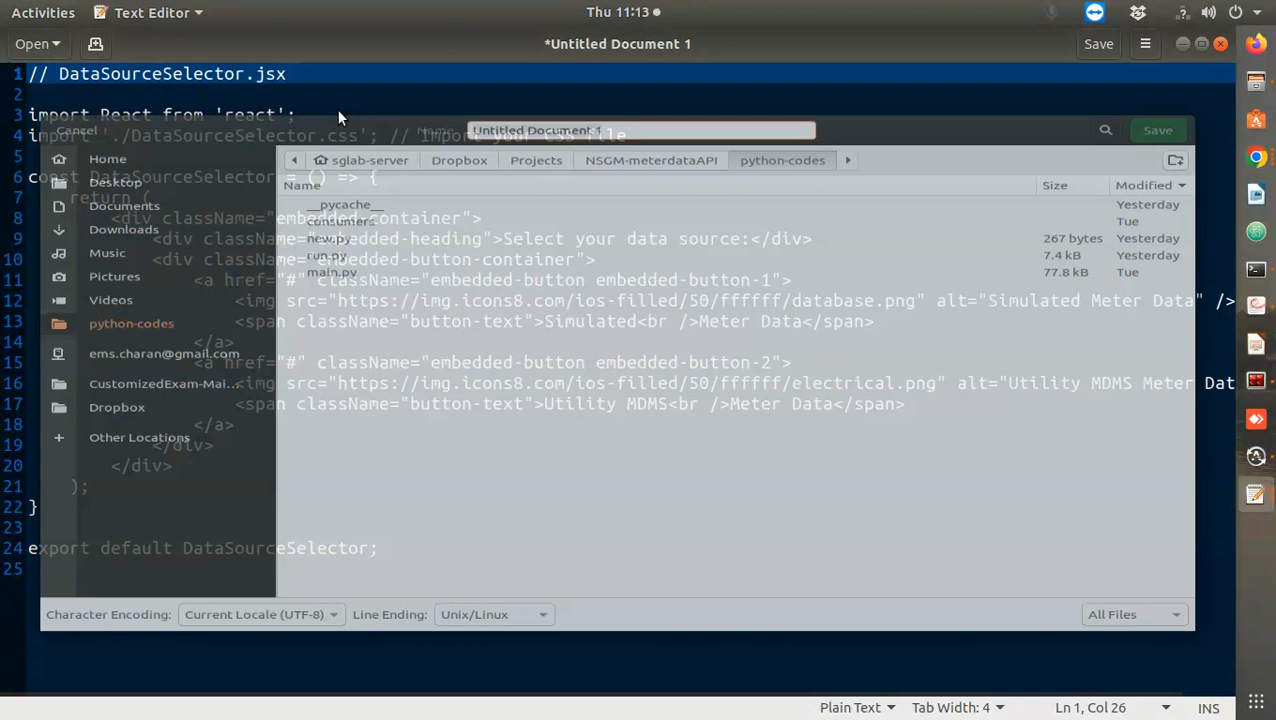 Activities Text Editor Thu 11:13
Open *Untitled Document 1 Save
1 // DataSourceSelector.jsx
2
3 import React from 'react';
4 import './DataSourceSelector.css'; // Import your CSS file
5
6 const DataSourceSelector = () => {
7 return (
8 <div className="embedded-container">
9 <div className="embedded-heading">Select your data source:</div>
10 <div className="embedded-button-container">
11 <a href="#" className="embedded-button embedded-button-1">
12 <img src="https://img.icons8.com/ios-filled/50/ffffff/database.png" alt="Simulated Meter Data" />
13 <span className="button-text">Simulated<br />Meter Data</span>
14 </a>
15 <a href="#" className="embedded-button embedded-button-2">
16 <img src="https://img.icons8.com/ios-filled/50/ffffff/electrical.png" alt="Utility MDMS Meter Dat
17 <span className="button-text">Utility MDMS<br />Meter Data</span>
18 </a>
19 </div>
20 </div>
21 );
22 }
23
24 export default DataSourceSelector;
25
Cancel Name Untitled Document 1 Save
sglab-server Dropbox Projects NSGM-meterdataAPI python-codes
Name Size Modified
__pycache__ Yesterday
consumers Tue
new.py 267 bytes Yesterday
run.py 7.4 kB Yesterday
main.py 77.8 kB Tue
Home
Desktop
Documents
Downloads
Music
Pictures
Videos
python-codes
ems.charan@gmail.com
CustomizedExam-Mai...
Dropbox
Other Locations
Character Encoding: Current Locale (UTF-8) Line Ending: Unix/Linux All Files
Plain Text Tab Width: 4 Ln 1, Col 26 INS